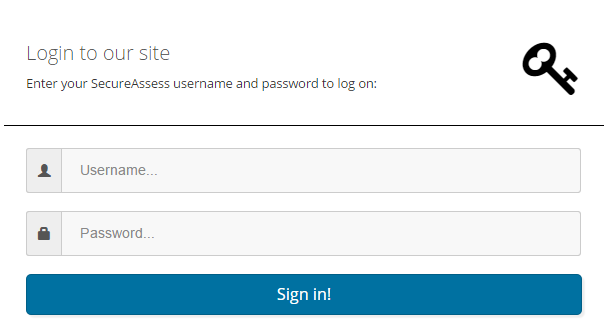 Login to our site
Enter your SecureAssess username and password to log on:
Username...
Password...
Sign in!